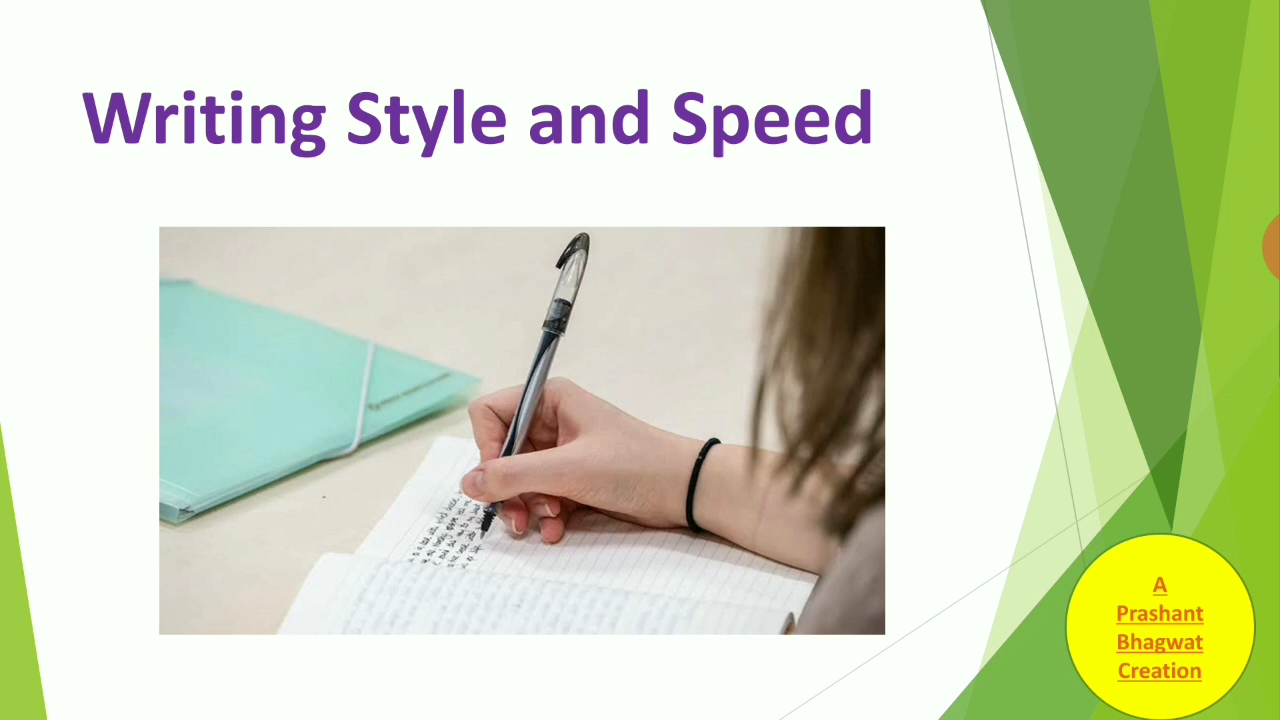 Writing Style and Speed
A
Prashant
Bhagwat
Creation